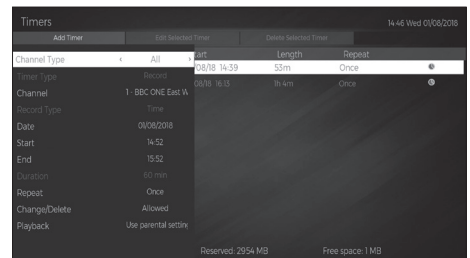 Timers
14:46 Wed 01/08/2018
Add Timer
Edit Selected Timer
Delete Selected Timer
Channel Type
All
Timer Type
Record
Channel
1 - BBC ONE East W
Record Type
Time
Date
01/08/2018
Start
14:52
End
15:52
Duration
60 min
Repeat
Once
Change/Delete
Allowed
Playback
Use parental setting
tart Length Repeat
/08/18 14:39 53m Once
/08/18 16:13 1h:4m Once
Reserved: 2954 MB
Free space: 1 MB